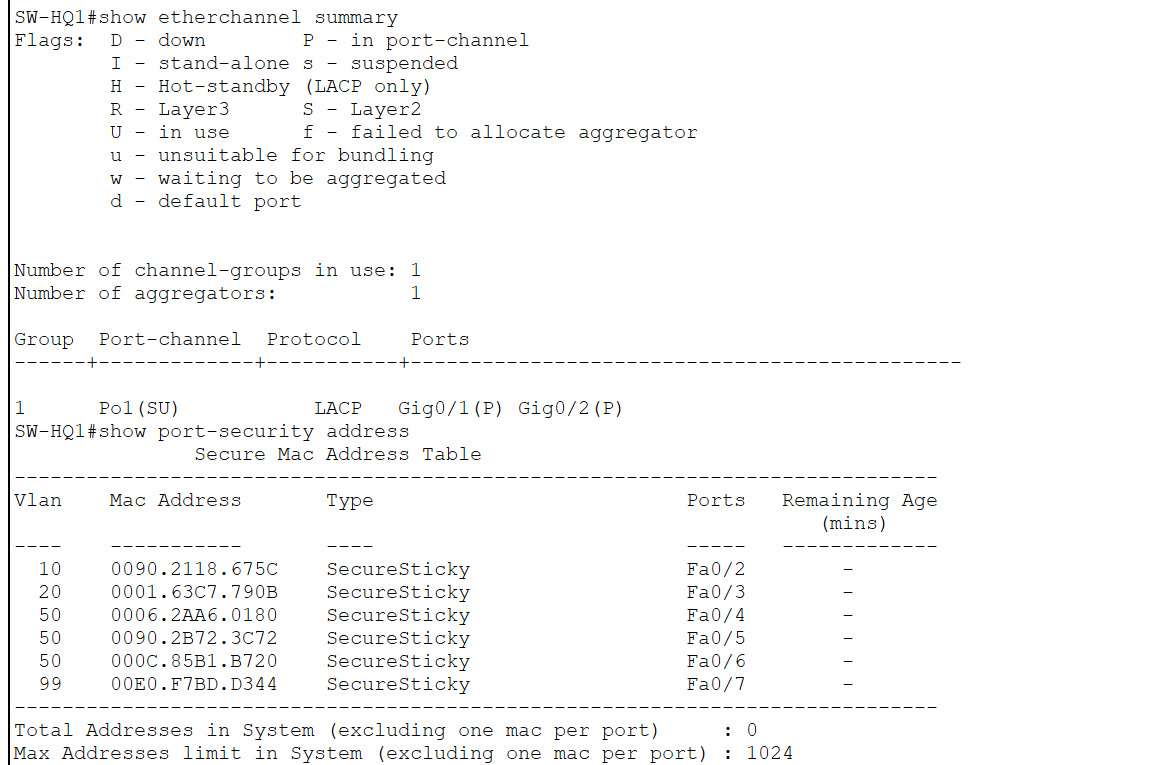 SW-HQ1#show etherchannel summary
Flags:  D - down        P - in port-channel
        I - stand-alone s - suspended
        H - Hot-standby (LACP only)
        R - Layer3      S - Layer2
        U - in use      f - failed to allocate aggregator
        u - unsuitable for bundling
        w - waiting to be aggregated
        d - default port
Number of channel-groups in use: 1
Number of aggregators:           1
Group  Port-channel  Protocol    Ports
------+-------------+-----------+----------------------------------------------
1      Po1(SU)           LACP   Gig0/1(P) Gig0/2(P)
SW-HQ1#show port-security address
               Secure Mac Address Table
-----------------------------------------------------------------------------
Vlan    Mac Address       Type                          Ports   Remaining Age
                                                                   (mins)
----    -----------       ----                          -----   -------------
  10    0090.2118.675C    SecureSticky                  Fa0/2        -
  20    0001.63C7.790B    SecureSticky                  Fa0/3        -
  50    0006.2AA6.0180    SecureSticky                  Fa0/4        -
  50    0090.2B72.3C72    SecureSticky                  Fa0/5        -
  50    000C.85B1.B720    SecureSticky                  Fa0/6        -
  99    00E0.F7BD.D344    SecureSticky                  Fa0/7        -
-----------------------------------------------------------------------------
Total Addresses in System (excluding one mac per port)     : 0
Max Addresses limit in System (excluding one mac per port) : 1024